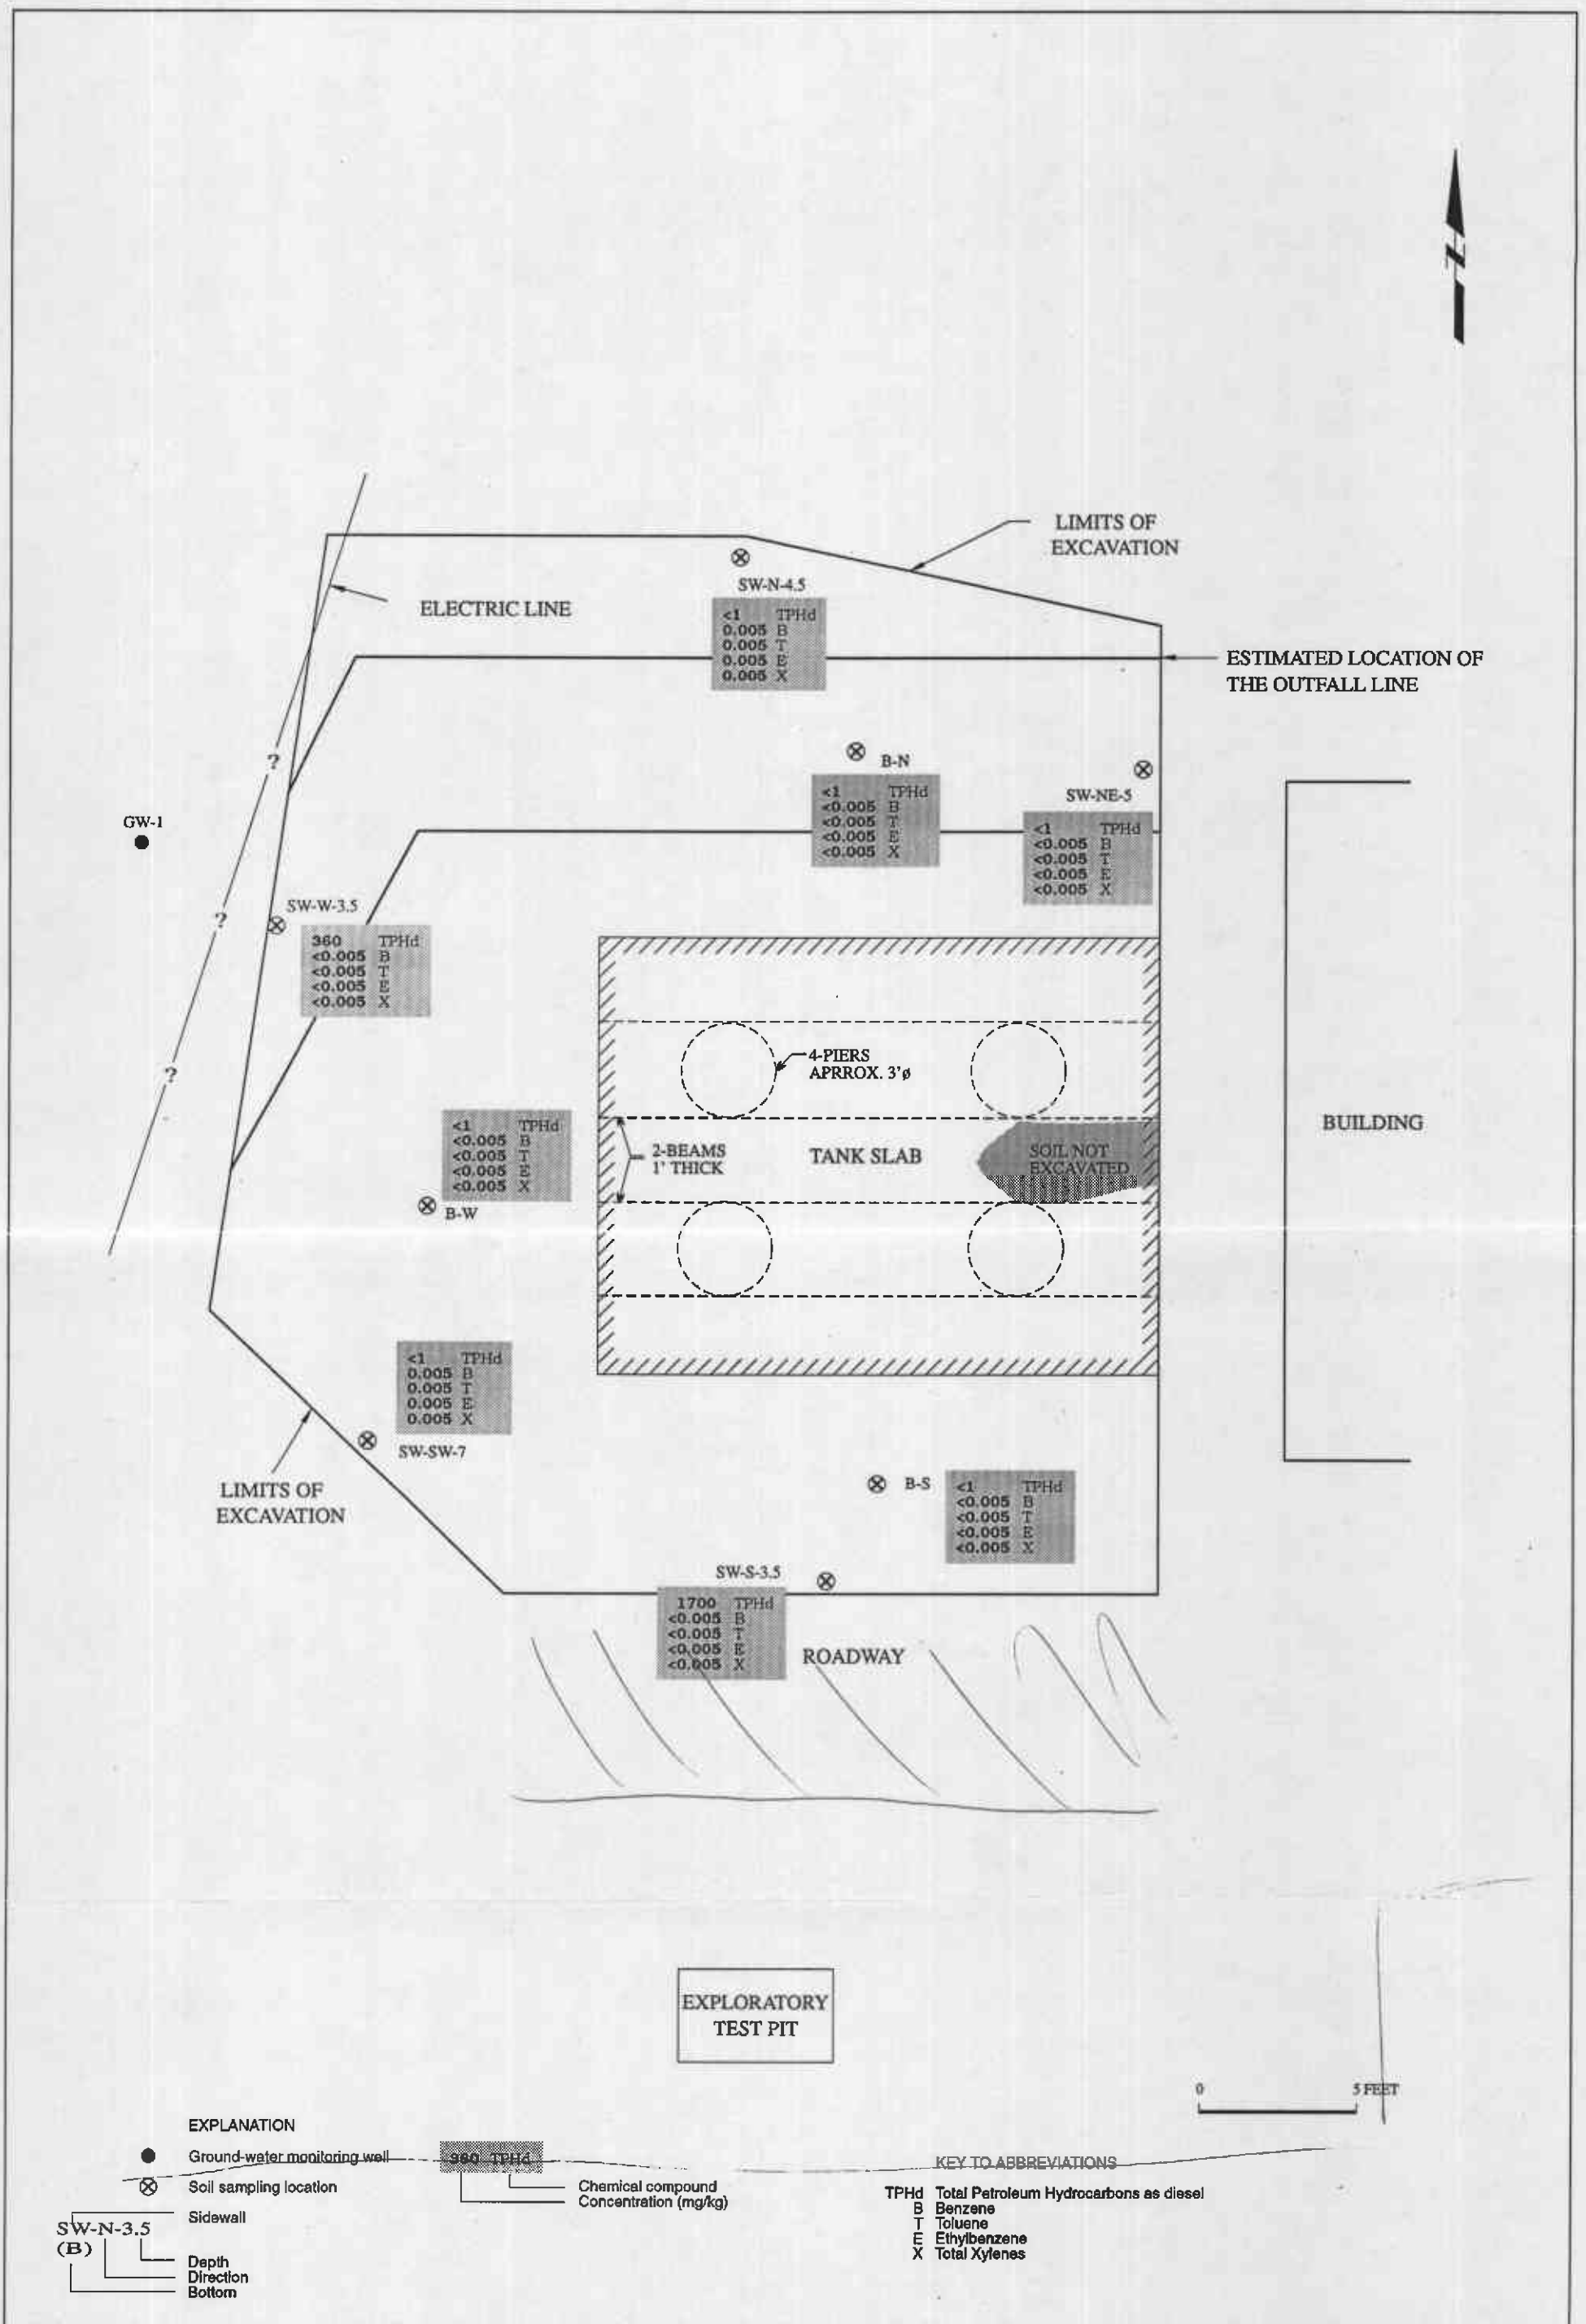 LIMITS OF
EXCAVATION
SW-N-4.5
<1 TPHd
0.005 B
0.005 T
0.005 E
0.005 X
ELECTRIC LINE
ESTIMATED LOCATION OF
THE OUTFALL LINE
?
B-N
<1 TPHd
<0.005 B
<0.005 T
<0.005 E
<0.005 X
SW-NE-5
<1 TPHd
<0.005 B
<0.005 T
<0.005 E
<0.005 X
GW-1
SW-W-3.5
?
360 TPHd
<0.005 B
<0.005 T
<0.005 E
<0.005 X
?
4-PIERS
APRROX. 3'ø
<1 TPHd
<0.005 B
<0.005 T
<0.005 E
<0.005 X
B-W
2-BEAMS
1' THICK
TANK SLAB
SOIL NOT
EXCAVATED
BUILDING
<1 TPHd
0.005 B
0.005 T
0.005 E
0.005 X
SW-SW-7
LIMITS OF
EXCAVATION
B-S
<1 TPHd
<0.005 B
<0.005 T
<0.005 E
<0.005 X
SW-S-3.5
1700 TPHd
<0.005 B
<0.005 T
<0.005 E
<0.005 X
ROADWAY
EXPLORATORY
TEST PIT
0 5 FEET
EXPLANATION
Ground-water monitoring well
Soil sampling location
Sidewall
SW-N-3.5
(B)
Depth
Direction
Bottom
360 TPHd
Chemical compound
Concentration (mg/kg)
KEY TO ABBREVIATIONS
TPHd Total Petroleum Hydrocarbons as diesel
B Benzene
T Toluene
E Ethylbenzene
X Total Xylenes